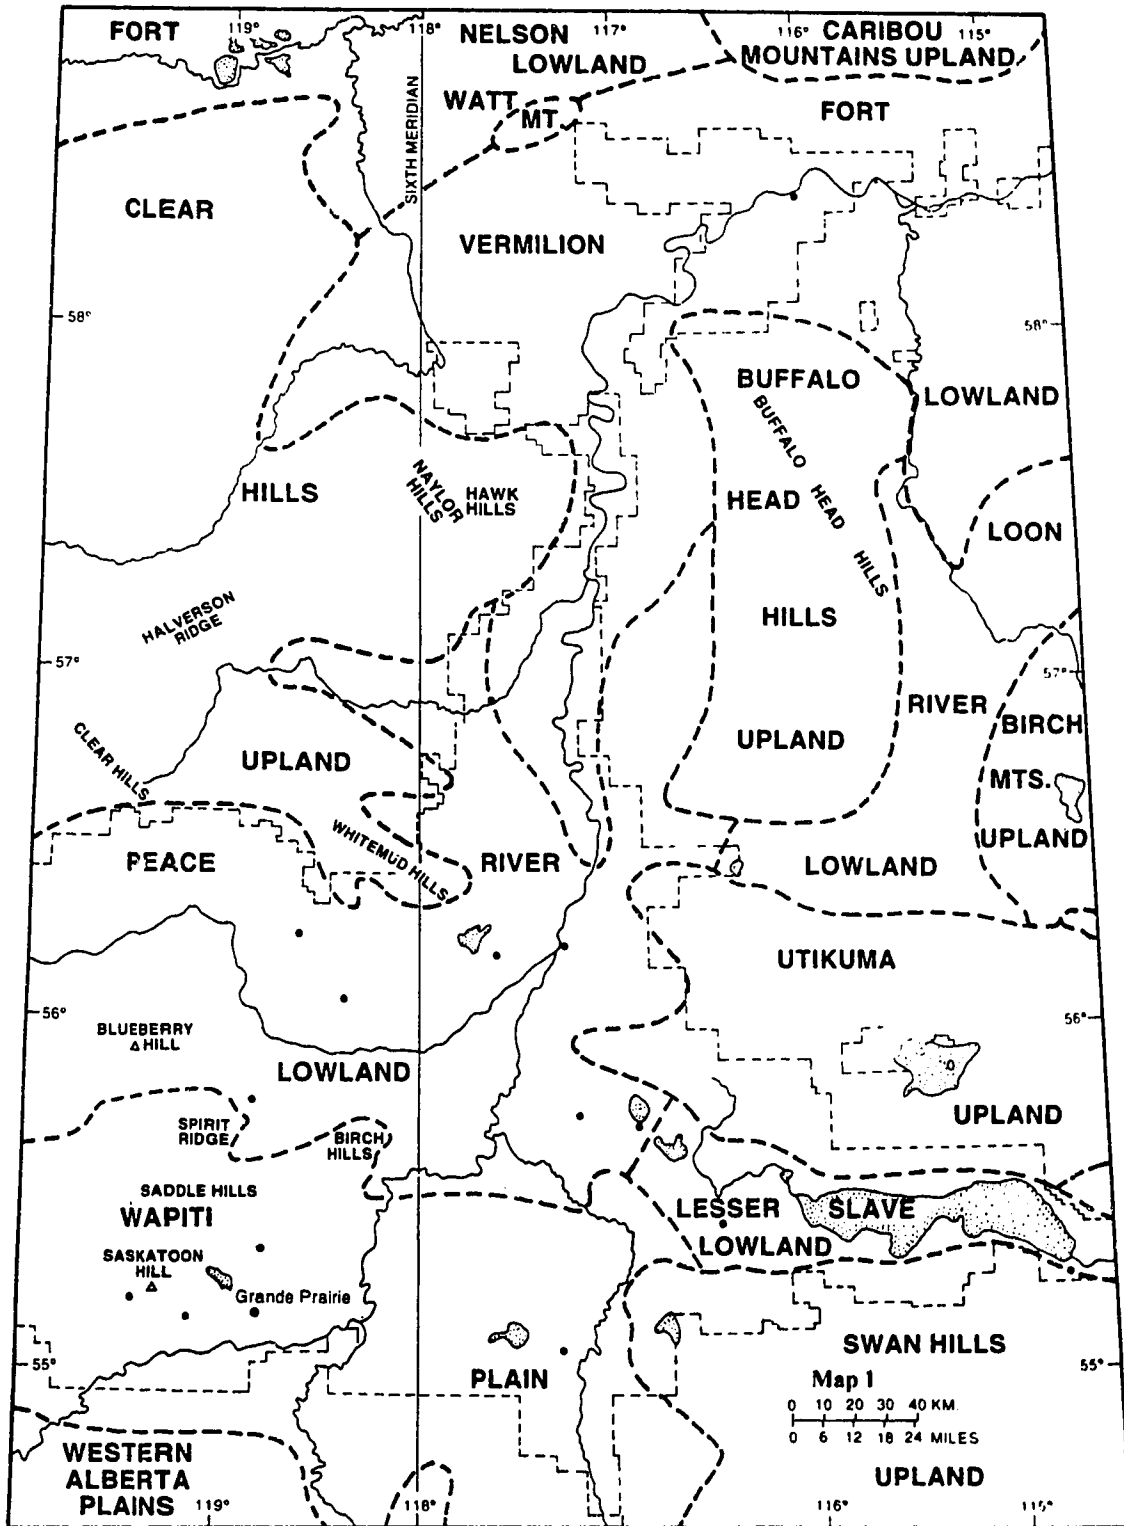 119° 118° 117° 116° 115°
FORT
NELSON
LOWLAND
CARIBOU
MOUNTAINS UPLAND
WATT
MT.
FORT
SIXTH MERIDIAN
CLEAR
VERMILION
58°
58°
BUFFALO
LOWLAND
BUFFALO HEAD HILLS
HILLS
NAYLOR
HILLS
HAWK
HILLS
HEAD
LOON
HALVERSON
RIDGE
HILLS
57°
57°
RIVER
BIRCH
CLEAR HILLS
UPLAND
UPLAND
MTS.
WHITEMUD HILLS
UPLAND
PEACE
RIVER
LOWLAND
UTIKUMA
56°
56°
BLUEBERRY
HILL
LOWLAND
UPLAND
SPIRIT
RIDGE
BIRCH
HILLS
SADDLE HILLS
WAPITI
LESSER SLAVE
LOWLAND
SASKATOON
HILL
Grande Prairie
SWAN HILLS
55°
55°
PLAIN
Map 1
0 10 20 30 40 KM.
0 6 12 18 24 MILES
WESTERN
ALBERTA
PLAINS
UPLAND
119° 118° 116° 115°